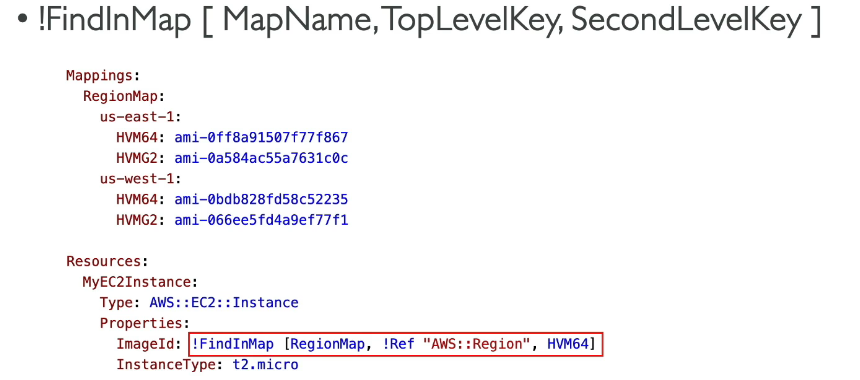 • !FindInMap [ MapName, TopLevelKey, SecondLevelKey ]
Mappings:
  RegionMap:
    us-east-1:
      HVM64: ami-0ff8a91507f77f867
      HVMG2: ami-0a584ac55a7631c0c
    us-west-1:
      HVM64: ami-0bdb828fd58c52235
      HVMG2: ami-066ee5fd4a9ef77f1
Resources:
  MyEC2Instance:
    Type: AWS::EC2::Instance
    Properties:
      ImageId: !FindInMap [RegionMap, !Ref "AWS::Region", HVM64]
      InstanceType: t2.micro